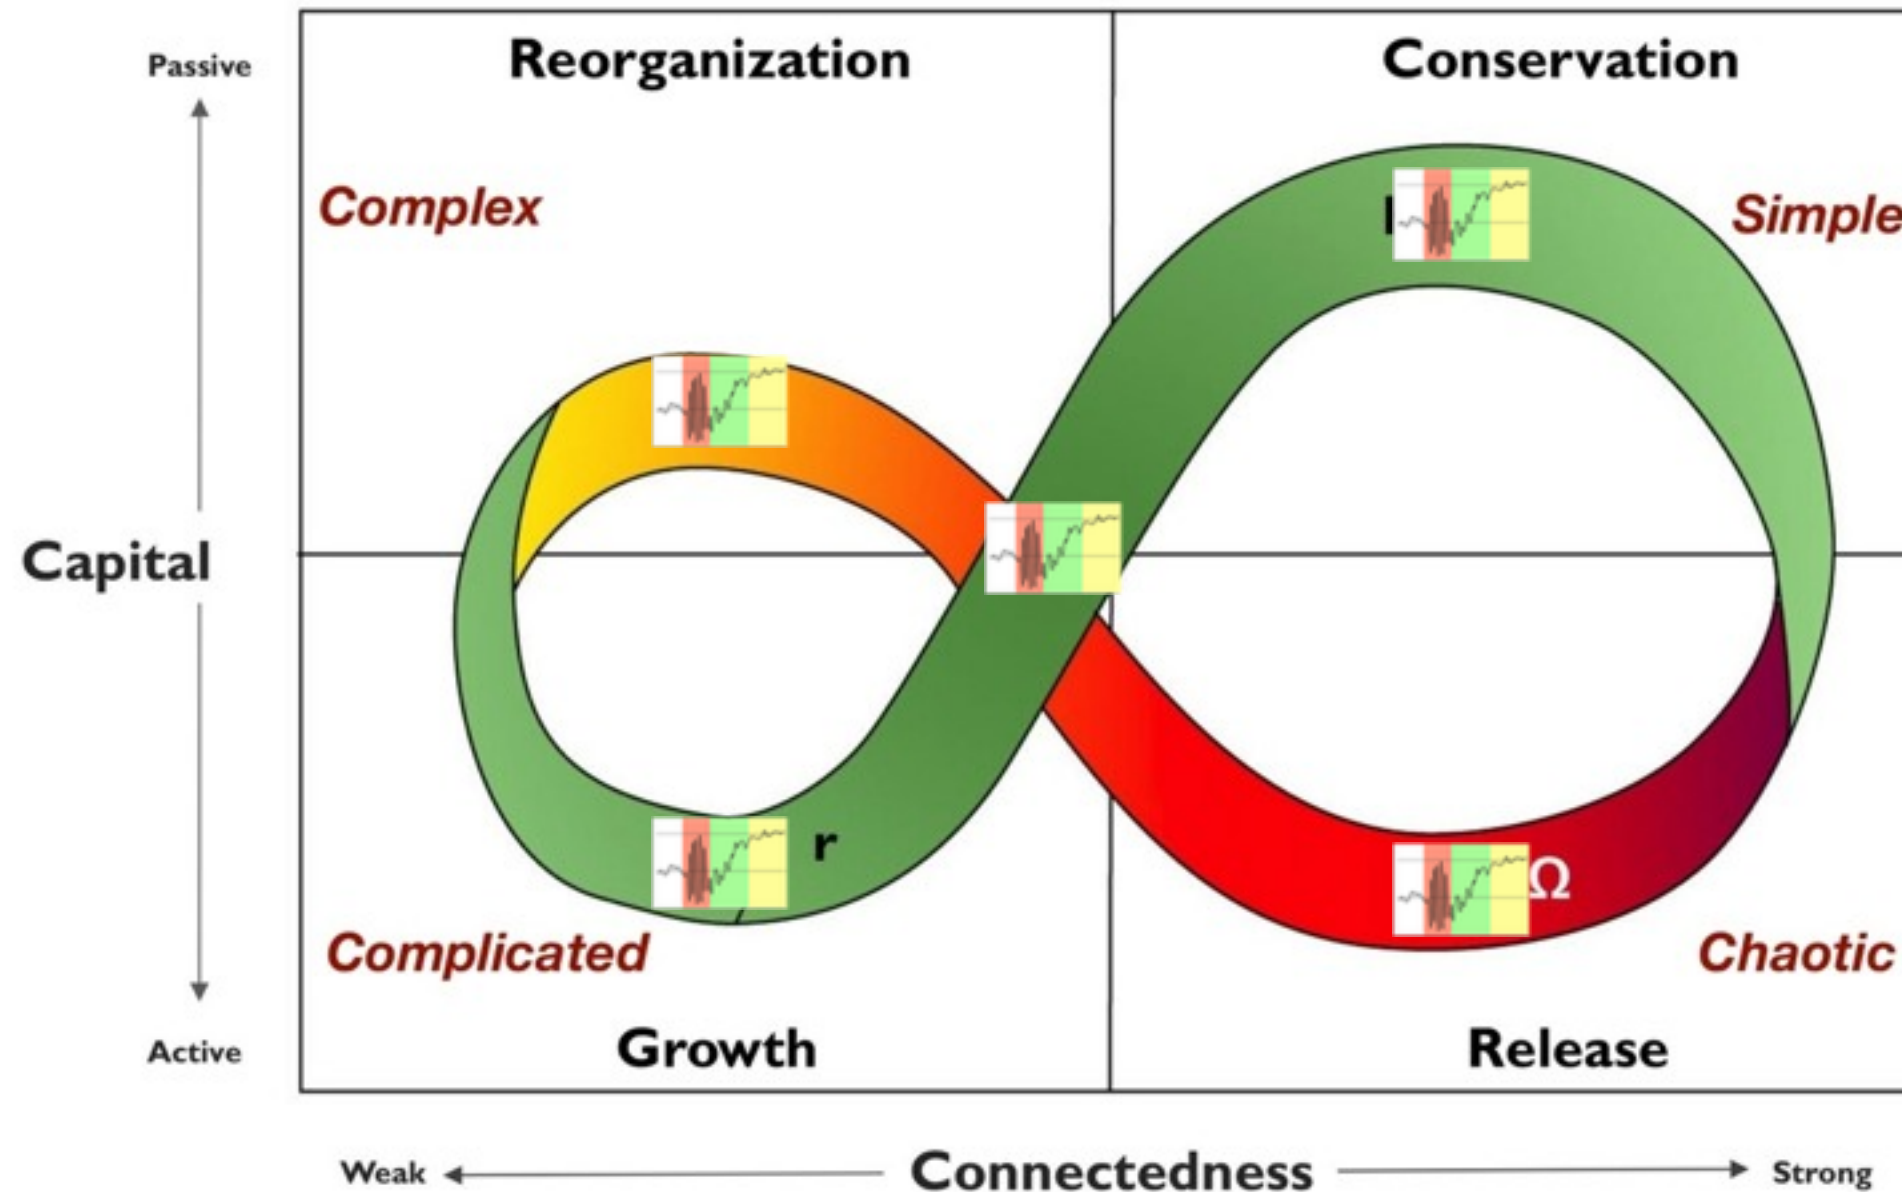 Passive
Reorganization
Conservation
Complex
Simple
Capital
r
Ω
Complicated
Chaotic
Active
Growth
Release
Weak
Connectedness
Strong